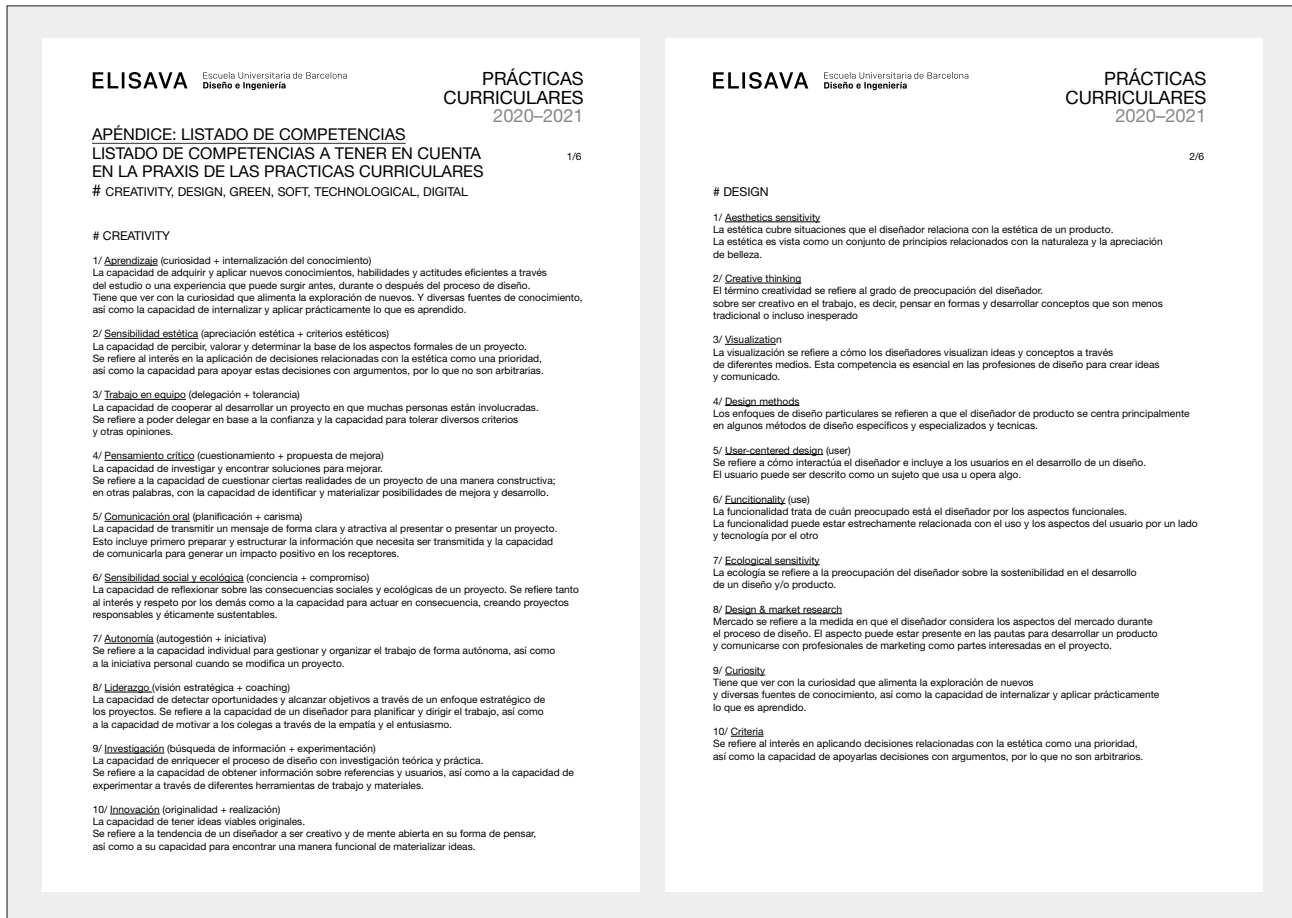 ELISAVA
Escuela Universitaria de Barcelona
Diseño e Ingeniería
PRÁCTICAS
CURRICULARES
2020–2021
APÉNDICE: LISTADO DE COMPETENCIAS
LISTADO DE COMPETENCIAS A TENER EN CUENTA
EN LA PRAXIS DE LAS PRACTICAS CURRICULARES
1/6
# CREATIVITY, DESIGN, GREEN, SOFT, TECHNOLOGICAL, DIGITAL
# CREATIVITY
1/ Aprendizaje (curiosidad + internalización del conocimiento)
La capacidad de adquirir y aplicar nuevos conocimientos, habilidades y actitudes eficientes a través
del estudio o una experiencia que puede surgir antes, durante o después del proceso de diseño.
Tiene que ver con la curiosidad que alimenta la exploración de nuevos. Y diversas fuentes de conocimiento,
así como la capacidad de internalizar y aplicar prácticamente lo que es aprendido.
2/ Sensibilidad estética (apreciación estética + criterios estéticos)
La capacidad de percibir, valorar y determinar la base de los aspectos formales de un proyecto.
Se refiere al interés en la aplicación de decisiones relacionadas con la estética como una prioridad,
así como la capacidad para apoyar estas decisiones con argumentos, por lo que no son arbitrarias.
3/ Trabajo en equipo (delegación + tolerancia)
La capacidad de cooperar al desarrollar un proyecto en que muchas personas están involucradas.
Se refiere a poder delegar en base a la confianza y la capacidad para tolerar diversos criterios
y otras opiniones.
4/ Pensamiento crítico (cuestionamiento + propuesta de mejora)
La capacidad de investigar y encontrar soluciones para mejorar.
Se refiere a la capacidad de cuestionar ciertas realidades de un proyecto de una manera constructiva;
en otras palabras, con la capacidad de identificar y materializar posibilidades de mejora y desarrollo.
5/ Comunicación oral (planificación + carisma)
La capacidad de transmitir un mensaje de forma clara y atractiva al presentar o presentar un proyecto.
Esto incluye primero preparar y estructurar la información que necesita ser transmitida y la capacidad
de comunicarla para generar un impacto positivo en los receptores.
6/ Sensibilidad social y ecológica (conciencia + compromiso)
La capacidad de reflexionar sobre las consecuencias sociales y ecológicas de un proyecto. Se refiere tanto
al interés y respeto por los demás como a la capacidad para actuar en consecuencia, creando proyectos
responsables y éticamente sustentables.
7/ Autonomía (autogestión + iniciativa)
Se refiere a la capacidad individual para gestionar y organizar el trabajo de forma autónoma, así como
a la iniciativa personal cuando se modifica un proyecto.
8/ Liderazgo (visión estratégica + coaching)
La capacidad de detectar oportunidades y alcanzar objetivos a través de un enfoque estratégico de
los proyectos. Se refiere a la capacidad de un diseñador para planificar y dirigir el trabajo, así como
a la capacidad de motivar a los colegas a través de la empatía y el entusiasmo.
9/ Investigación (búsqueda de información + experimentación)
La capacidad de enriquecer el proceso de diseño con investigación teórica y práctica.
Se refiere a la capacidad de obtener información sobre referencias y usuarios, así como a la capacidad de
experimentar a través de diferentes herramientas de trabajo y materiales.
10/ Innovación (originalidad + realización)
La capacidad de tener ideas viables originales.
Se refiere a la tendencia de un diseñador a ser creativo y de mente abierta en su forma de pensar,
así como a su capacidad para encontrar una manera funcional de materializar ideas.
ELISAVA
Escuela Universitaria de Barcelona
Diseño e Ingeniería
PRÁCTICAS
CURRICULARES
2020–2021
2/6
# DESIGN
1/ Aesthetics sensitivity
La estética cubre situaciones que el diseñador relaciona con la estética de un producto.
La estética es vista como un conjunto de principios relacionados con la naturaleza y la apreciación
de belleza.
2/ Creative thinking
El término creatividad se refiere al grado de preocupación del diseñador.
sobre ser creativo en el trabajo, es decir, pensar en formas y desarrollar conceptos que son menos
tradicional o incluso inesperado
3/ Visualization
La visualización se refiere a cómo los diseñadores visualizan ideas y conceptos a través
de diferentes medios. Esta competencia es esencial en las profesiones de diseño para crear ideas
y comunicado.
4/ Design methods
Los enfoques de diseño particulares se refieren a que el diseñador de producto se centra principalmente
en algunos métodos de diseño específicos y especializados y tecnicas.
5/ User-centered design (user)
Se refiere a cómo interactúa el diseñador e incluye a los usuarios en el desarrollo de un diseño.
El usuario puede ser descrito como un sujeto que usa u opera algo.
6/ Funcitionality (use)
La funcionalidad trata de cuán preocupado está el diseñador por los aspectos funcionales.
La funcionalidad puede estar estrechamente relacionada con el uso y los aspectos del usuario por un lado
y tecnología por el otro
7/ Ecological sensitivity
La ecología se refiere a la preocupación del diseñador sobre la sostenibilidad en el desarrollo
de un diseño y/o producto.
8/ Design & market research
Mercado se refiere a la medida en que el diseñador considera los aspectos del mercado durante
el proceso de diseño. El aspecto puede estar presente en las pautas para desarrollar un producto
y comunicarse con profesionales de marketing como partes interesadas en el proyecto.
9/ Curiosity
Tiene que ver con la curiosidad que alimenta la exploración de nuevos
y diversas fuentes de conocimiento, así como la capacidad de internalizar y aplicar prácticamente
lo que es aprendido.
10/ Criteria
Se refiere al interés en aplicando decisiones relacionadas con la estética como una prioridad,
así como la capacidad de apoyarlas decisiones con argumentos, por lo que no son arbitrarios.